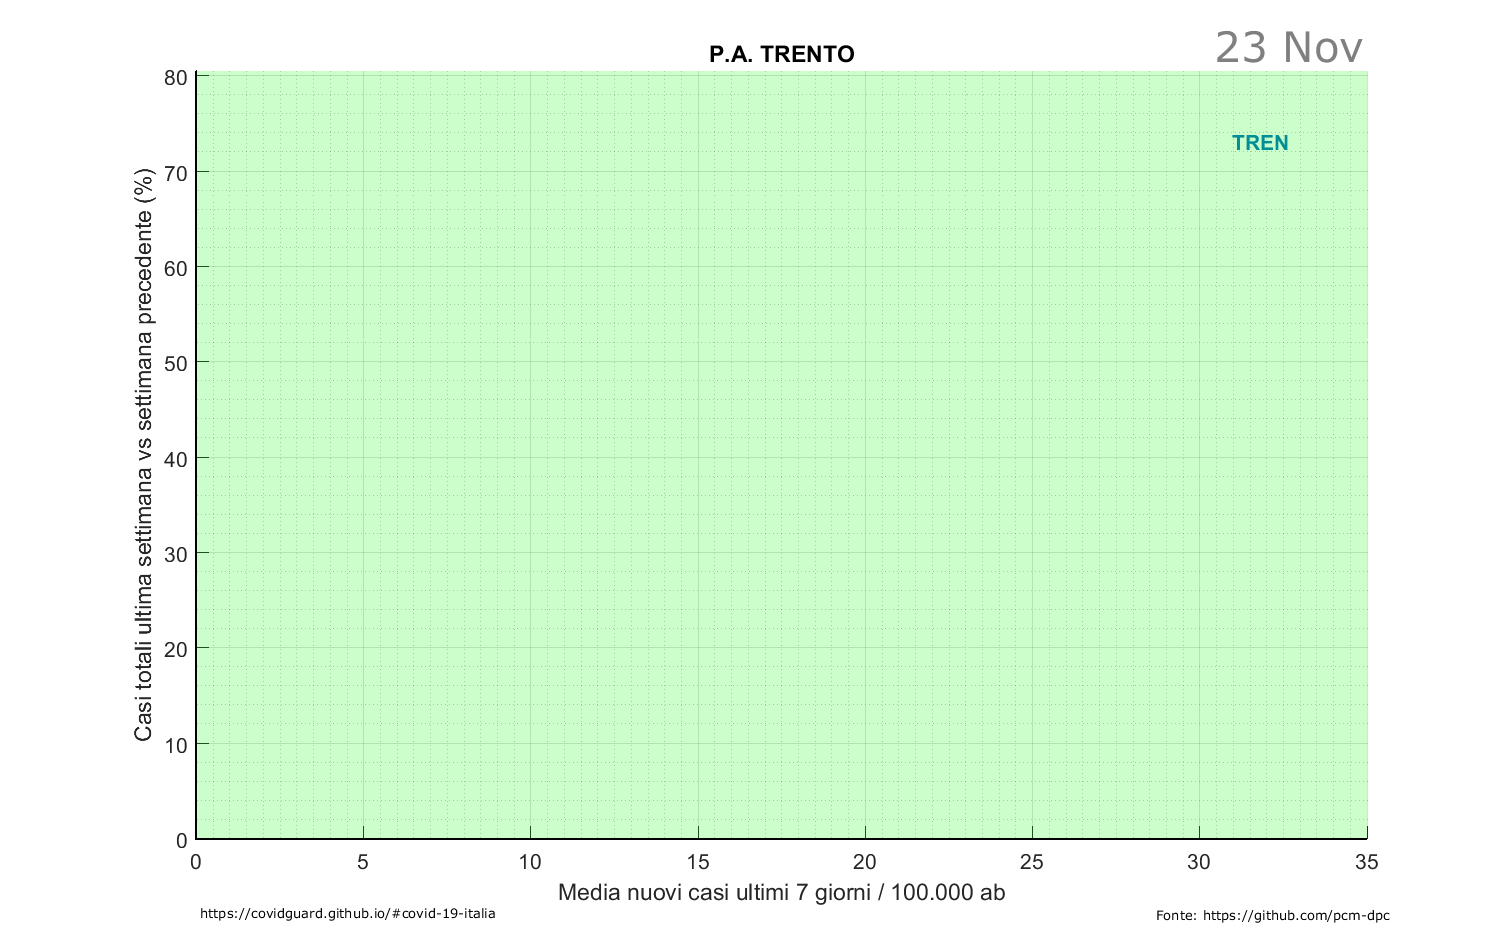 23 Nov
P.A. TRENTO
80
TREN
70
60
50
40
30
20
10
0
Casi totali ultima settimana vs settimana precedente (%)
0 5 10 15 20 25 30 35
Media nuovi casi ultimi 7 giorni / 100.000 ab
https://covidguard.github.io/#covid-19-italia
Fonte: https://github.com/pcm-dpc